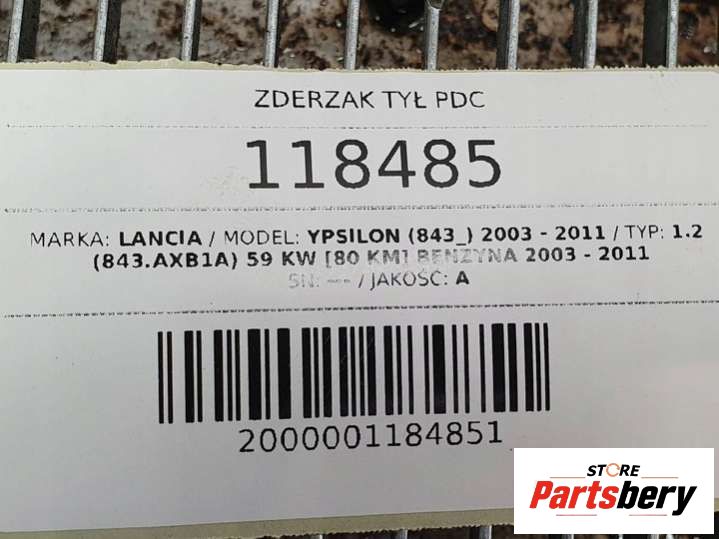 ZDERZAK TYŁ PDC
118485
MARKA: LANCIA / MODEL: YPSILON (843_) 2003 - 2011 / TYP: 1.2
(843.AXB1A) 59 KW [80 KM] BENZYNA 2003 - 2011
SN: --- / JAKOŚĆ: A
2000001184851
STORE
Partsbery